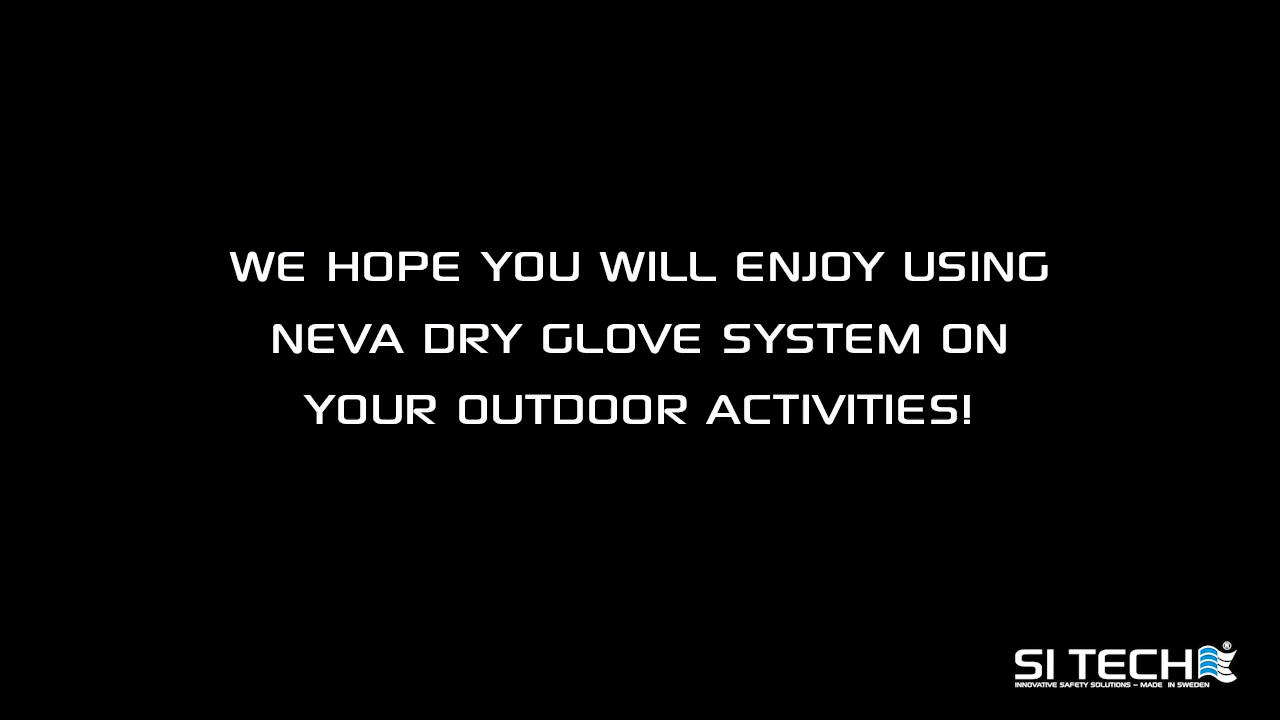 WE HOPE YOU WILL ENJOY USING
NEVA DRY GLOVE SYSTEM ON
YOUR OUTDOOR ACTIVITIES!
SI TECH®
INNOVATIVE SAFETY SOLUTIONS – MADE IN SWEDEN